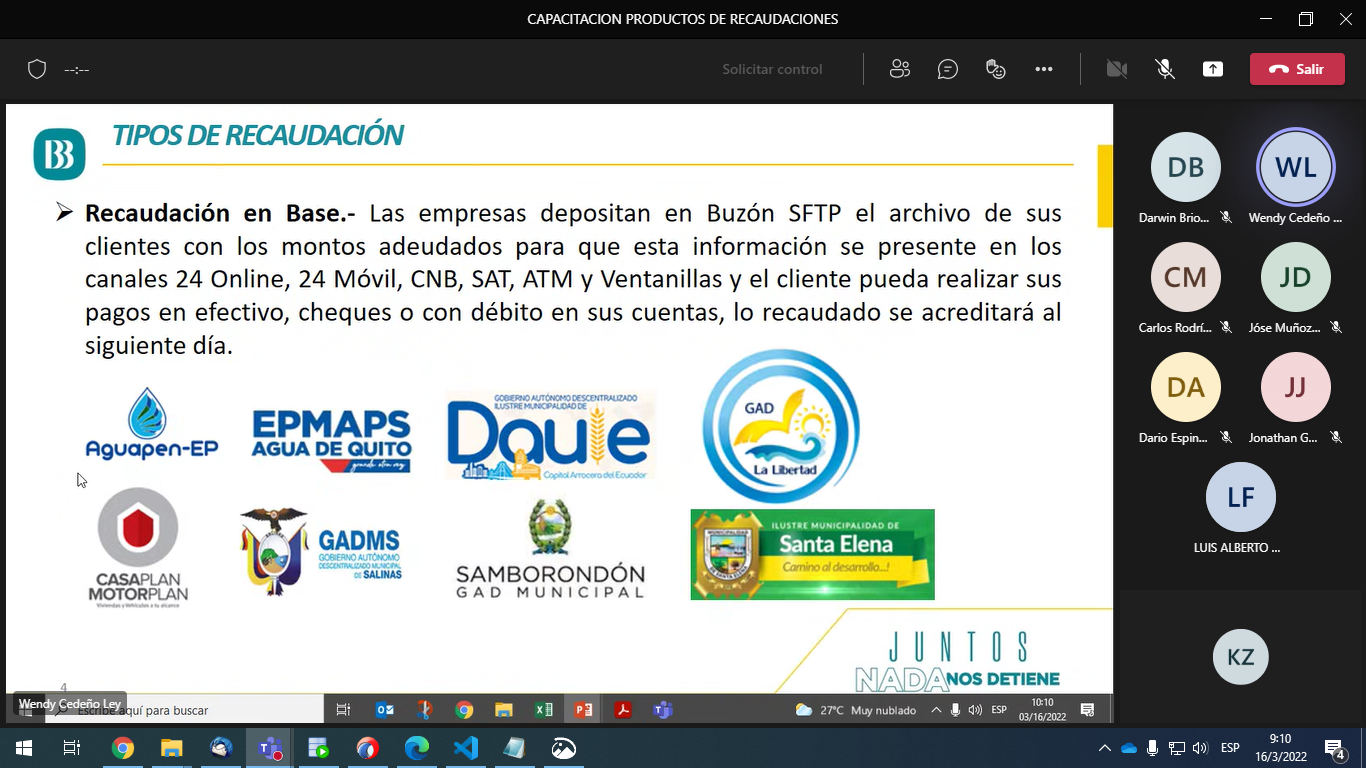 CAPACITACION PRODUCTOS DE RECAUDACIONES
--:--
Solicitar control
Salir
TIPOS DE RECAUDACIÓN
Recaudación en Base.- Las empresas depositan en Buzón SFTP el archivo de sus
clientes con los montos adeudados para que esta información se presente en los
canales 24 Online, 24 Móvil, CNB, SAT, ATM y Ventanillas y el cliente pueda realizar sus
pagos en efectivo, cheques o con débito en sus cuentas, lo recaudado se acreditará al
siguiente día.
Aguapen-EP
EPMAPS
AGUA DE QUITO
grande otra vez
GOBIERNO AUTÓNOMO DESCENTRALIZADO
ILUSTRE MUNICIPALIDAD DE
Daule
Capital Arrocera del Ecuador
GAD
La Libertad
CASAPLAN
MOTORPLAN
Viviendas y Vehículos a tu alcance
GADMS
GOBIERNO AUTÓNOMO
DESCENTRALIZADO MUNICIPAL
DE SALINAS
SAMBORONDÓN
GAD MUNICIPAL
ILUSTRE MUNICIPALIDAD DE
Santa Elena
Camino al desarrollo...!
JUNTOS
NADA NOS DETIENE
4
Wendy Cedeño Ley
Escribe aquí para buscar
27°C Muy nublado
ESP
10:10
03/16/2022
DB
Darwin Brio...
WL
Wendy Cedeño ...
CM
Carlos Rodrí...
JD
Jóse Muñoz...
DA
Dario Espin...
JJ
Jonathan G...
LF
LUIS ALBERTO ...
KZ
ESP
9:10
16/3/2022
4